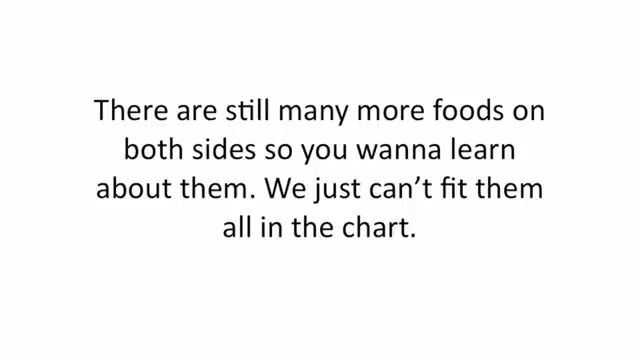 There are still many more foods on
both sides so you wanna learn
about them. We just can’t fit them
all in the chart.